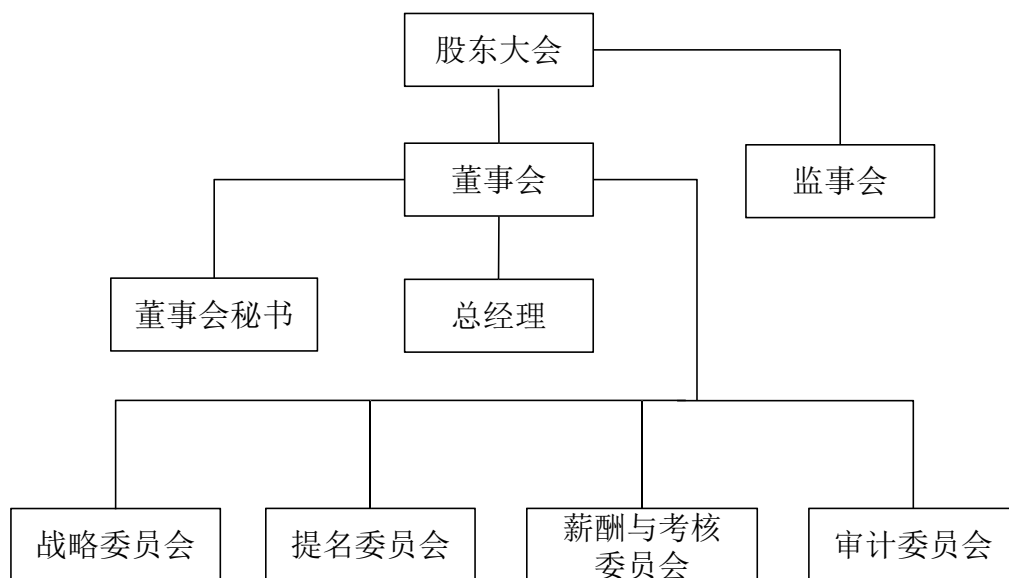 股东大会
董事会
监事会
董事会秘书
总经理
战略委员会
提名委员会
薪酬与考核
委员会
审计委员会